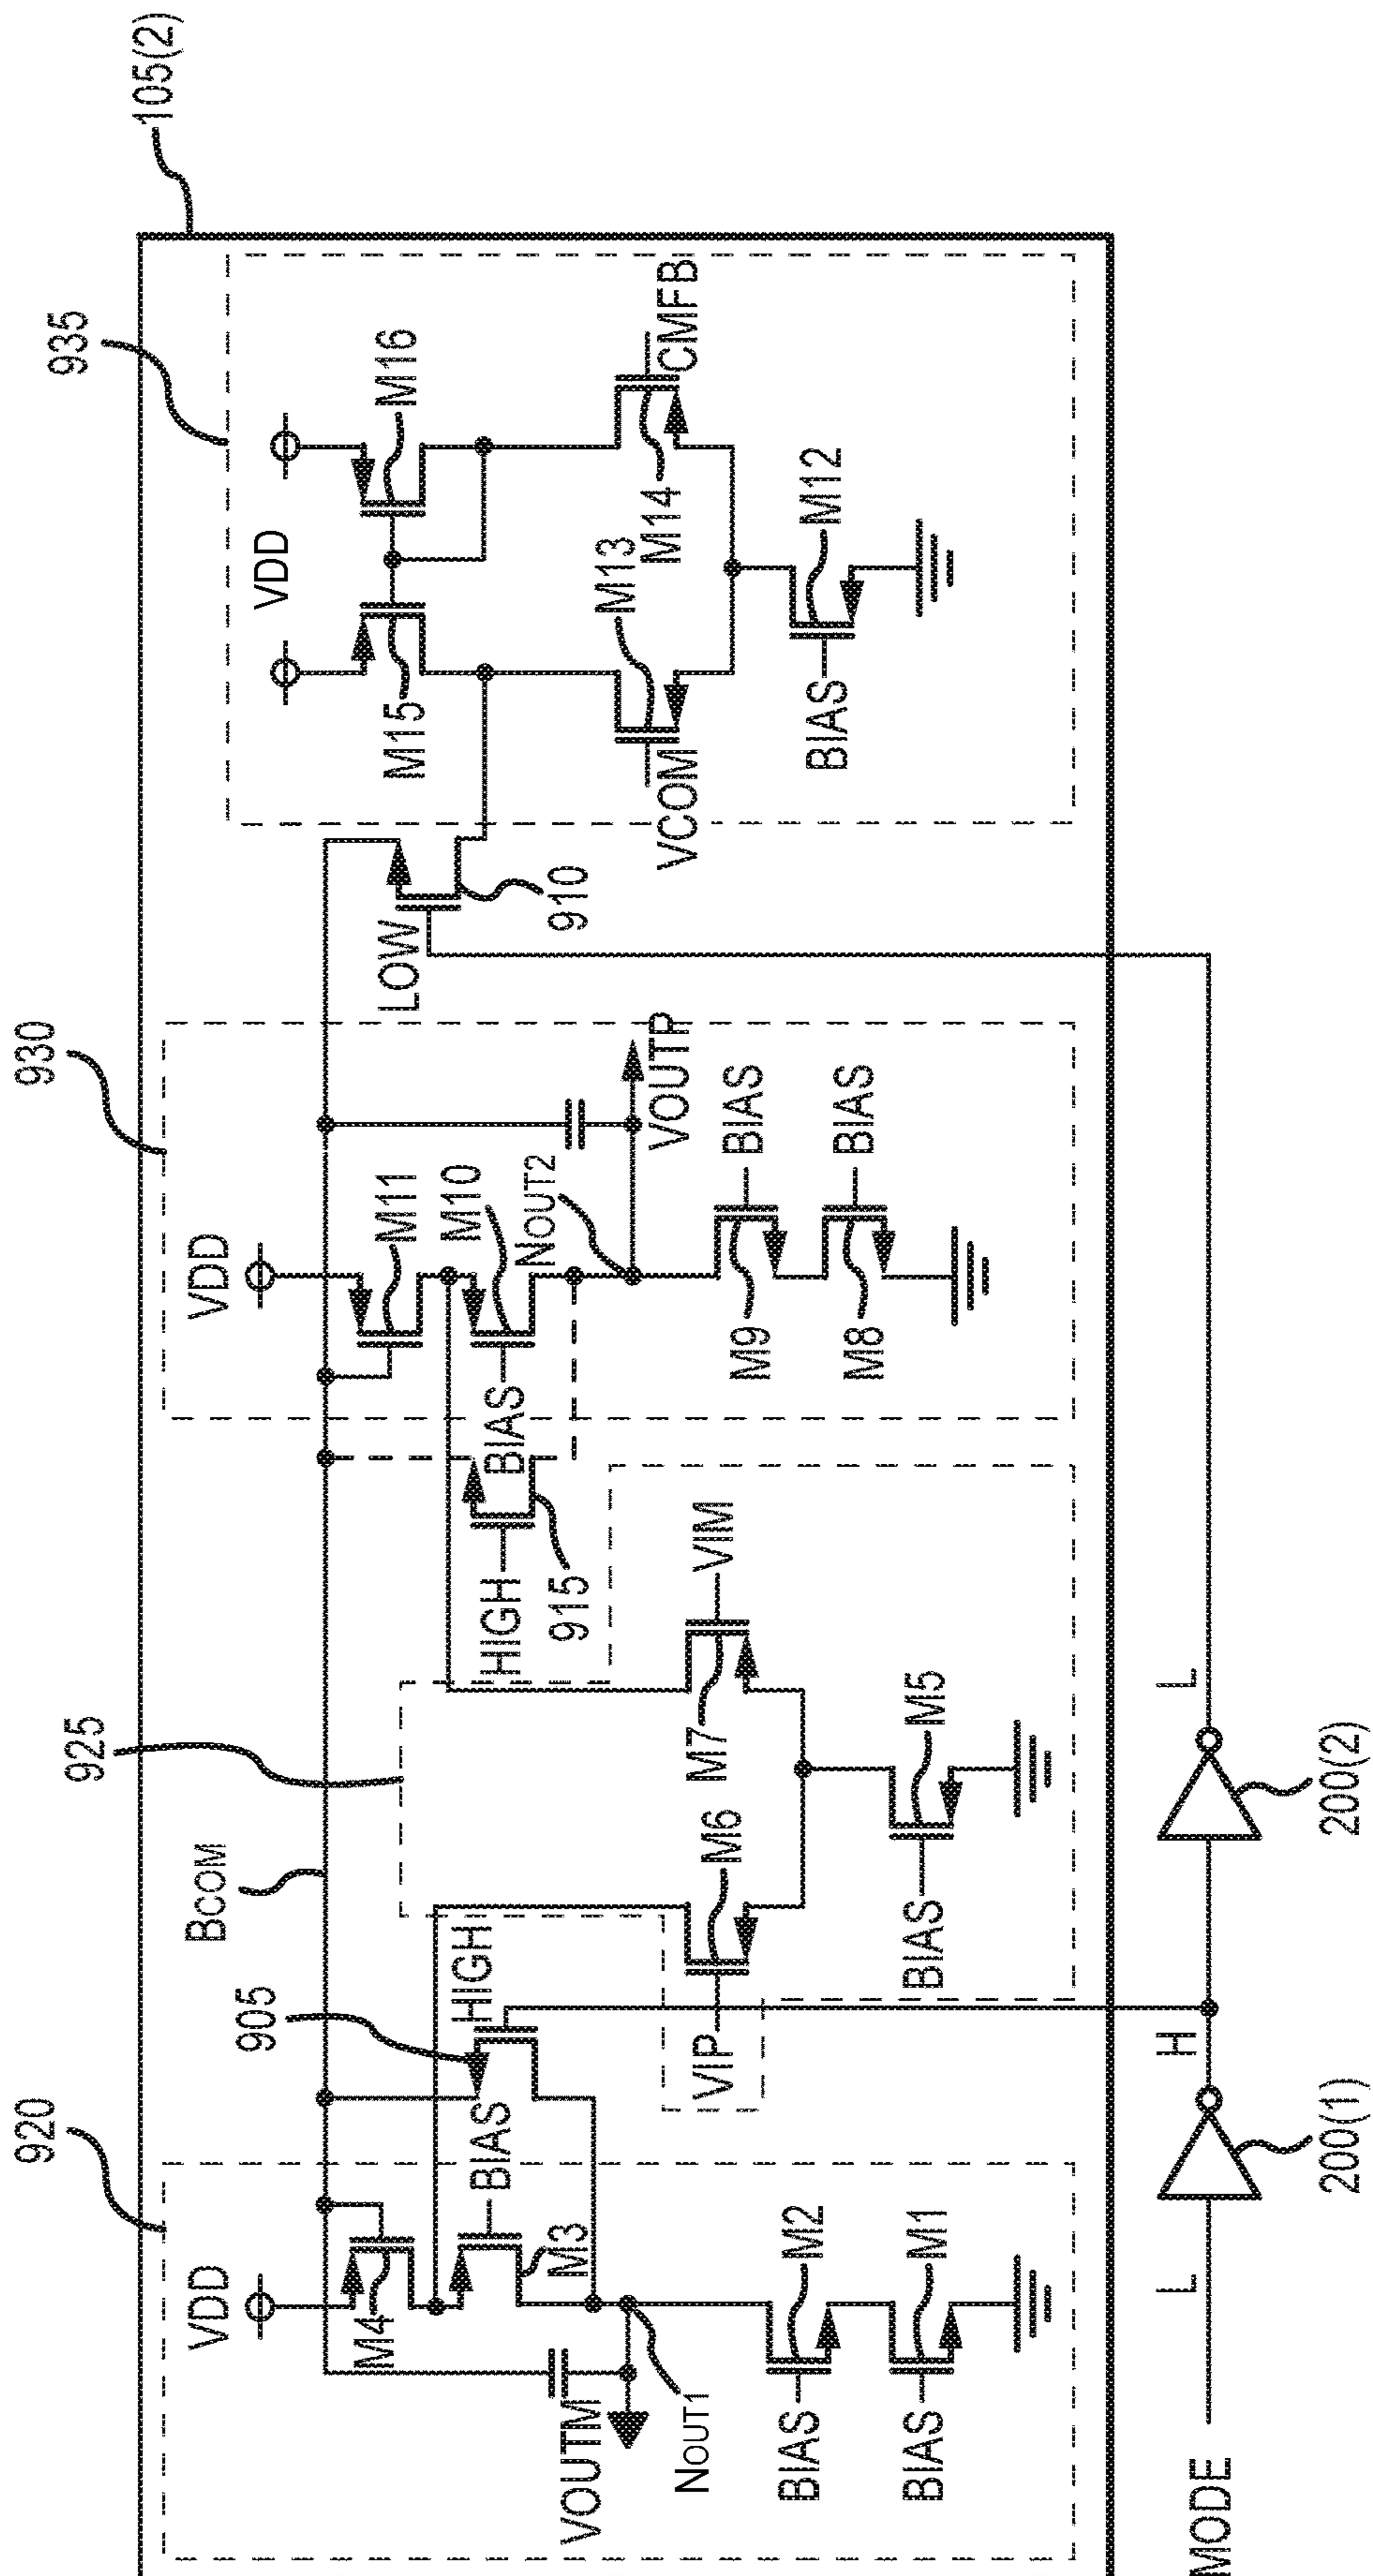 105(2)
935
930
925
920
VDD
M16
M15
CMFB
M14
M13
VCOM
M12
BIAS
LOW
910
VDD
M11
M10
NOUT2
VOUTP
BIAS
BIAS
BIAS
M9
M8
HIGH
915
VIM
M7
M6
M5
BIAS
VIP
BCOM
905
HIGH
VDD
M4
BIAS
M3
VOUTM
NOUT1
M2
M1
BIAS
BIAS
MODE
L
200(1)
H
200(2)
L